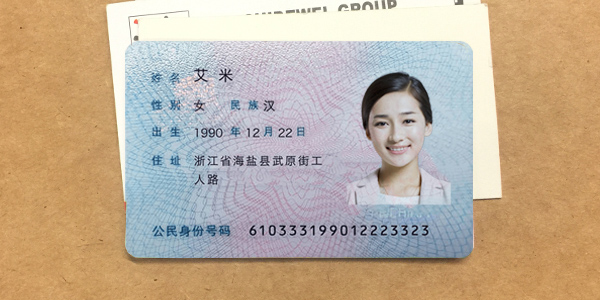 GROUP
姓名 艾米
性别 女 民族 汉
出生 1990 年 12 月 22 日
住址 浙江省海盐县武原街工
人路
公民身份号码 610333199012223323